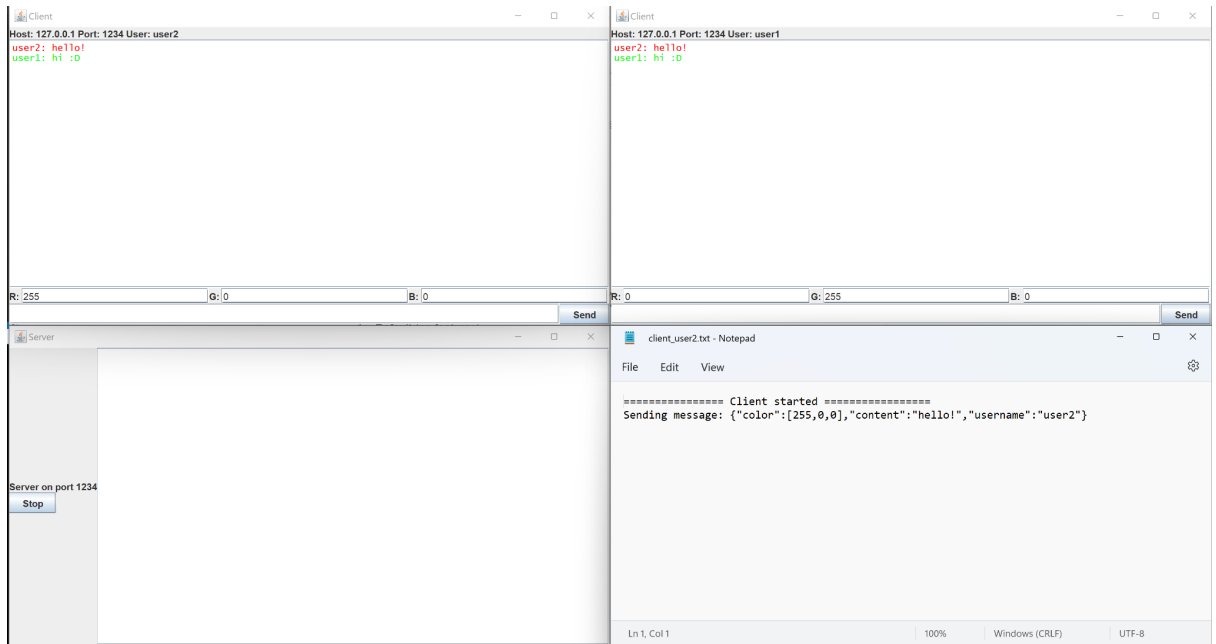 Client
Host: 127.0.0.1 Port: 1234 User: user2
user2: hello!
user1: hi :D
R: 255 G: 0 B: 0
Send
Client
Host: 127.0.0.1 Port: 1234 User: user1
user2: hello!
user1: hi :D
R: 0 G: 255 B: 0
Send
Server
Server on port 1234
Stop
client_user2.txt - Notepad
File Edit View
================ Client started =================
Sending message: {"color":[255,0,0],"content":"hello!","username":"user2"}
Ln 1, Col 1 100% Windows (CRLF) UTF-8